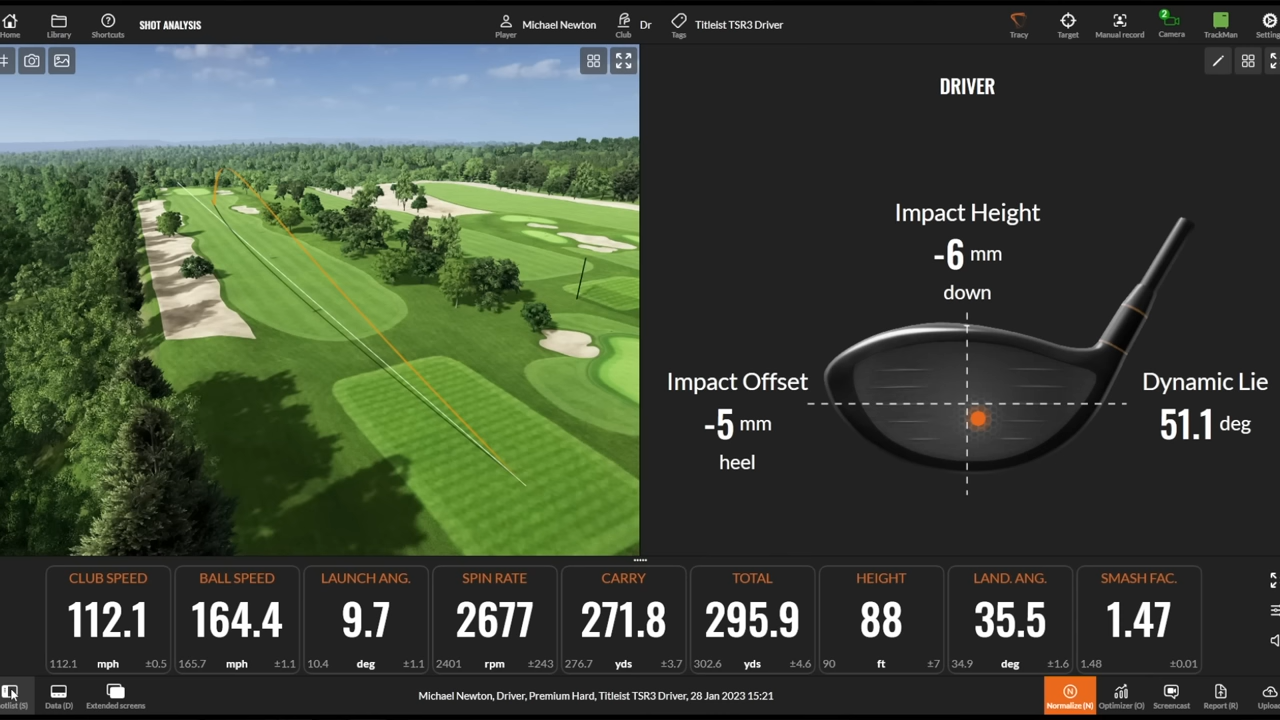 Home
Library
Shortcuts
SHOT ANALYSIS
Player
Michael Newton
Club
Dr
Tags
Titleist TSR3 Driver
Tracy
Target
Manual record
2
Camera
TrackMan
DRIVER
Impact Height
-6 mm
down
Impact Offset
-5 mm
heel
Dynamic Lie
51.1 deg
CLUB SPEED
112.1
112.1 mph ±0.5
BALL SPEED
164.4
165.7 mph ±1.1
LAUNCH ANG.
9.7
10.4 deg ±1.1
SPIN RATE
2677
2401 rpm ±243
CARRY
271.8
276.7 yds ±3.7
TOTAL
295.9
302.6 yds ±4.6
HEIGHT
88
90 ft ±7
LAND. ANG.
35.5
34.9 deg ±1.6
SMASH FAC.
1.47
1.48 ±0.01
Data (D)
Extended screens
Michael Newton, Driver, Premium Hard, Titleist TSR3 Driver, 28 Jan 2023 15:21
N
Normalize (N)
Optimizer (O)
Screencast
Report (R)